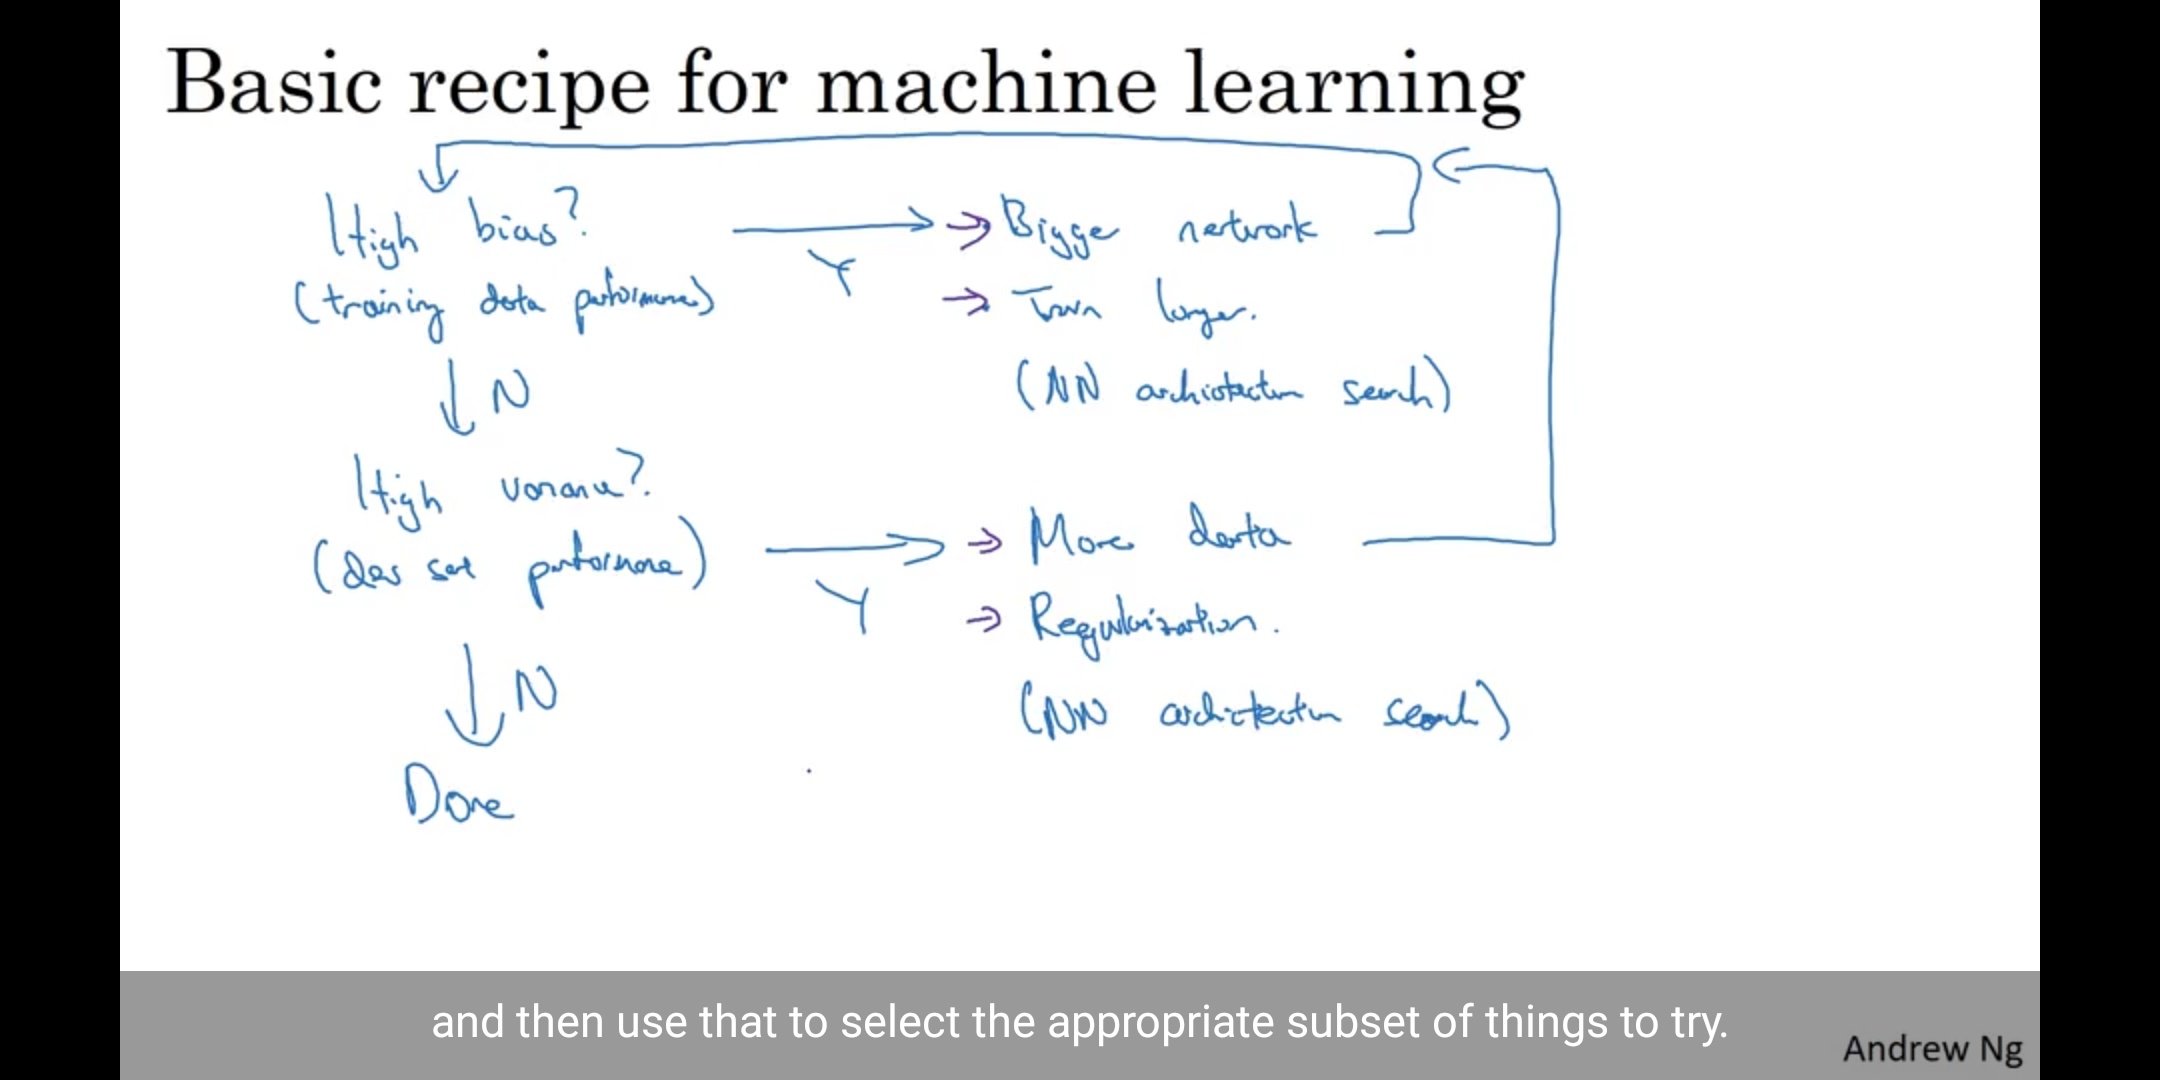 Basic recipe for machine learning
High bias?
(training data performance)
Y
Bigger network
Train longer.
(NN architecture search)
N
High variance?
(dev set performance)
Y
More data
Regularization.
(NN architecture search)
N
Done
and then use that to select the appropriate subset of things to try.
Andrew Ng